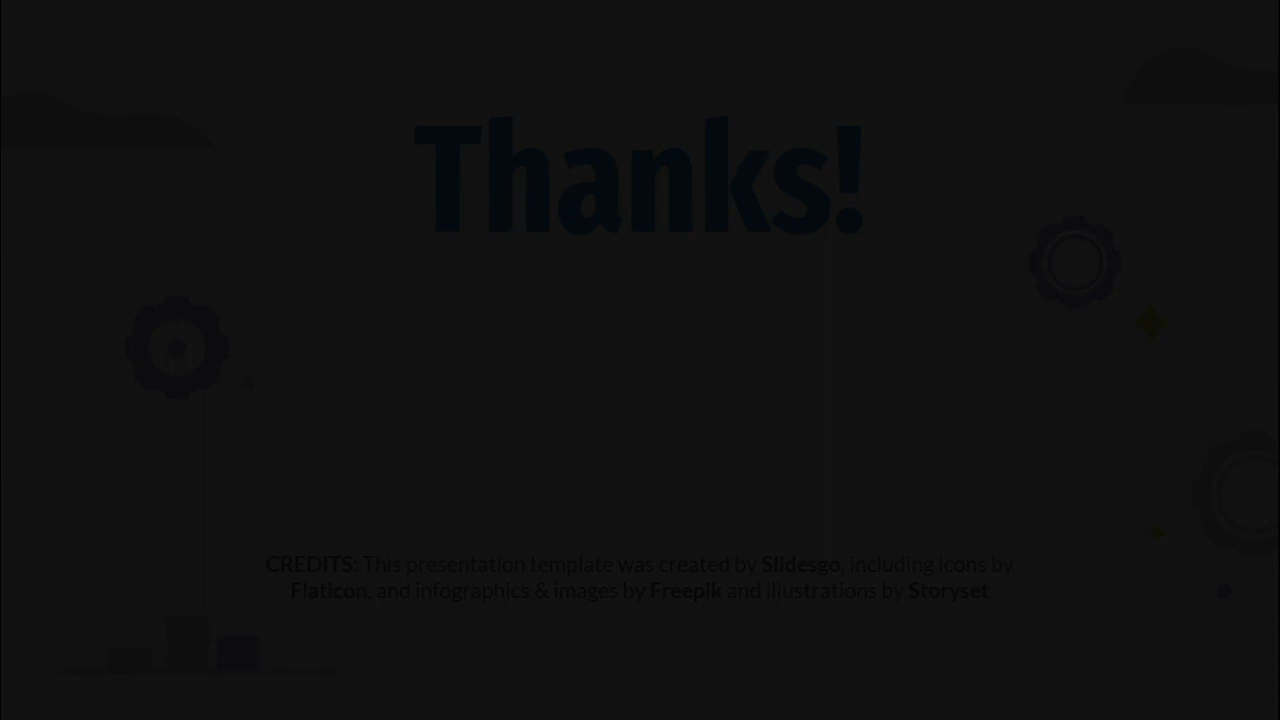 Thanks!
CREDITS: This presentation template was created by Slidesgo, including icons by
Flaticon, and infographics & images by Freepik and illustrations by Storyset